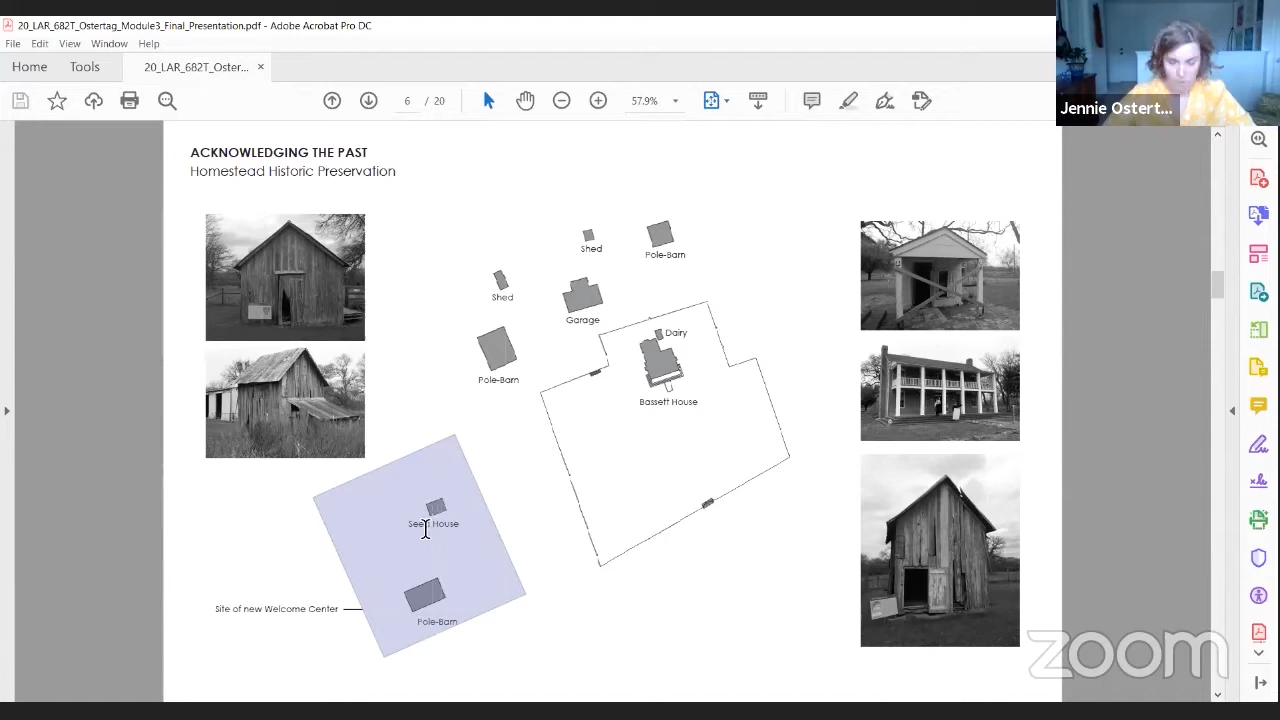 20_LAR_682T_Ostertag_Module3_Final_Presentation.pdf - Adobe Acrobat Pro DC
File Edit View Window Help
Home Tools 20_LAR_682T_Oster... ×
6 / 20 57.9%
Jennie Ostert...
ACKNOWLEDGING THE PAST
Homestead Historic Preservation
Shed
Pole-Barn
Shed
Garage
Dairy
Pole-Barn
Bassett House
Seed House
Site of new Welcome Center
Pole-Barn
zoom